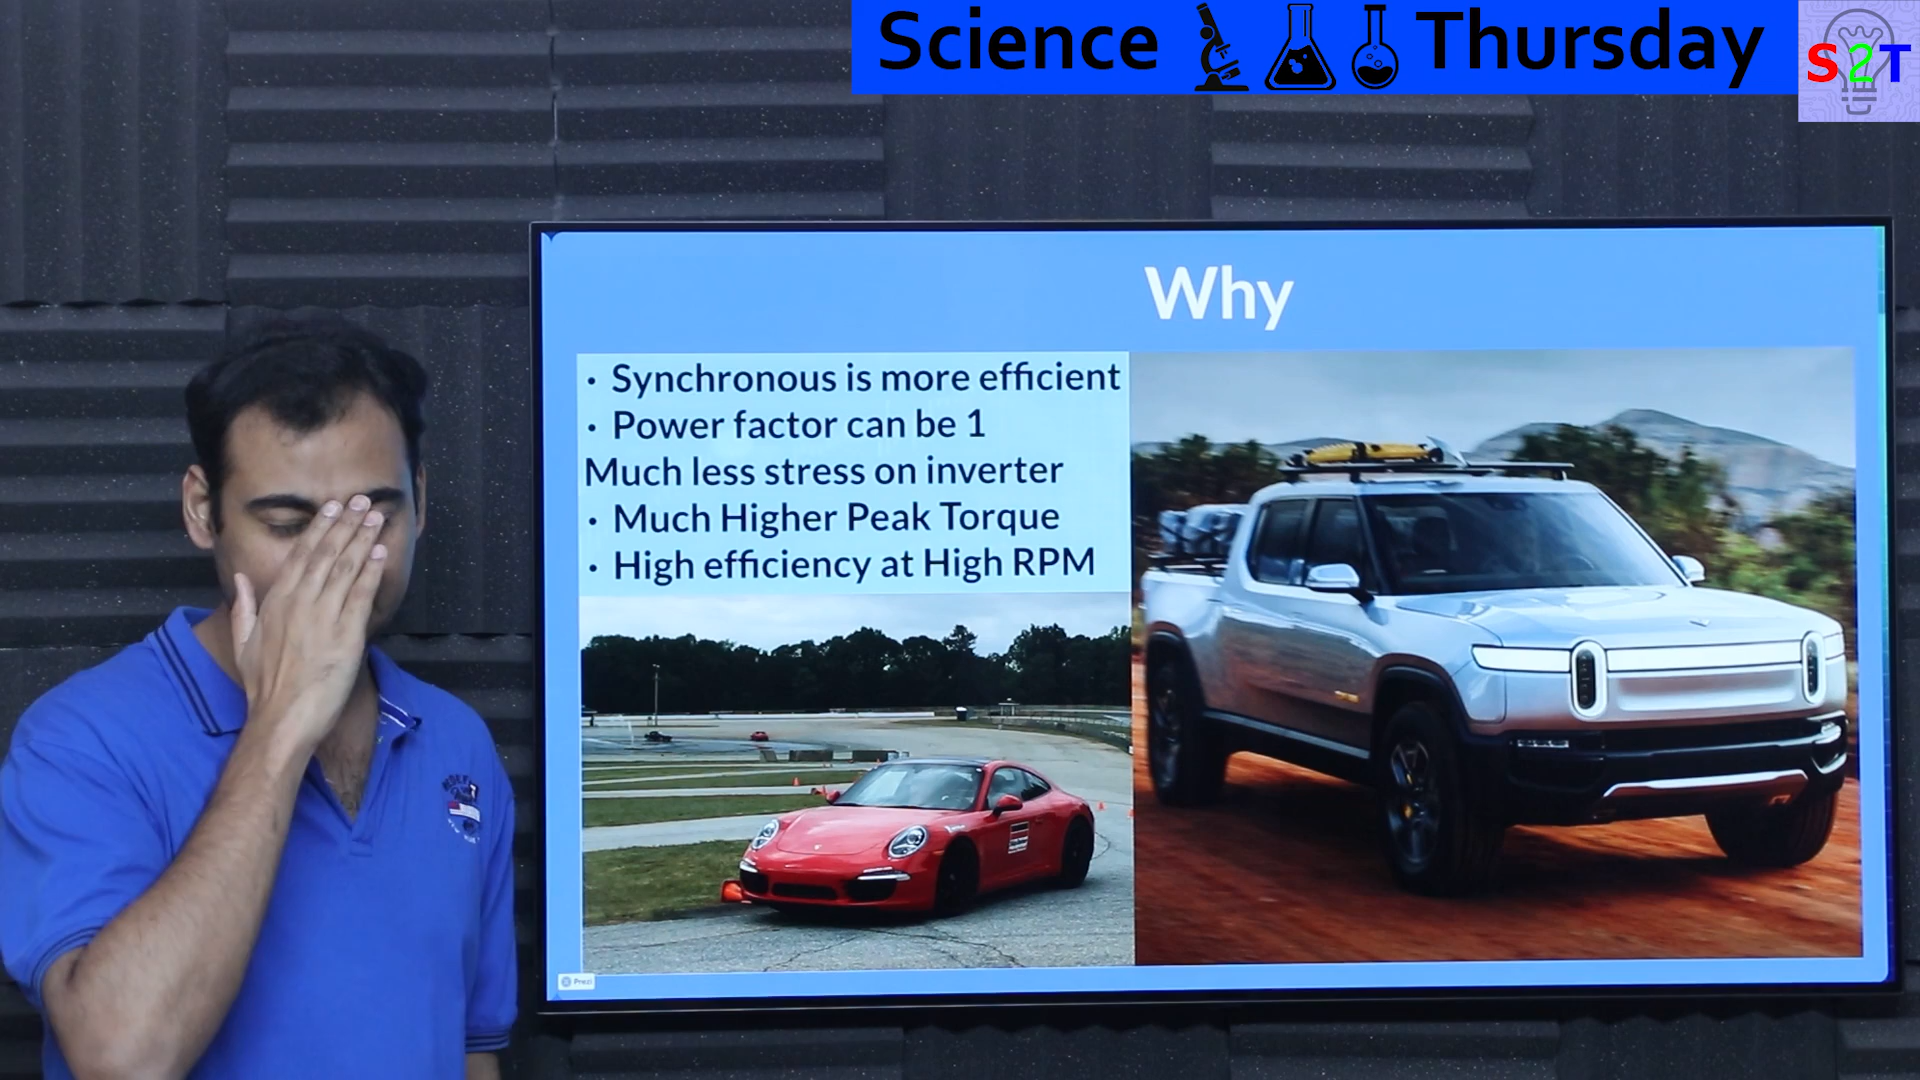 Science Thursday
S2T
Why
• Synchronous is more efficient
• Power factor can be 1
Much less stress on inverter
• Much Higher Peak Torque
• High efficiency at High RPM
Prezi